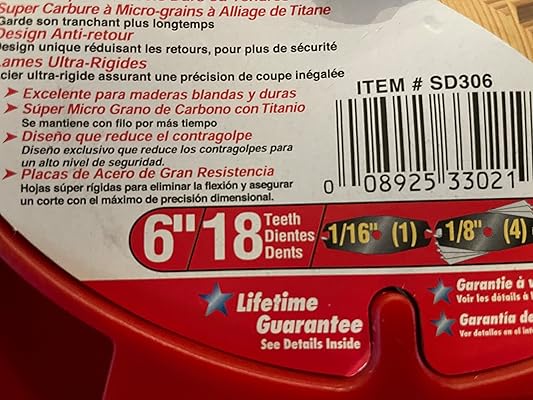 Super Carbure à Micro-grains à Alliage de Titane
Garde son tranchant plus longtemps
Design Anti-retour
Design unique réduisant les retours, pour plus de sécurité
Lames Ultra-Rigides
acier ultra-rigide assurant une précision de coupe inégalée
➤ Excelente para maderas blandas y duras
➤ Súper Micro Grano de Carbono con Titanio
Se mantiene con filo por más tiempo
➤ Diseño que reduce el contragolpe
Diseño exclusivo que reduce los contragolpes para
un alto nivel de seguridad.
➤ Placas de Acero de Gran Resistencia
Hojas súper rígidas para eliminar la flexión y asegurar
un corte con el máximo de precisión dimensional.
ITEM # SD306
0 08925 33021
6" 18 Teeth
Dientes
Dents
1/16" (1) 1/8" (4)
Lifetime
Guarantee
See Details Inside
Garantie à
Voir les détails à
Garantía de
Ver detalles en el